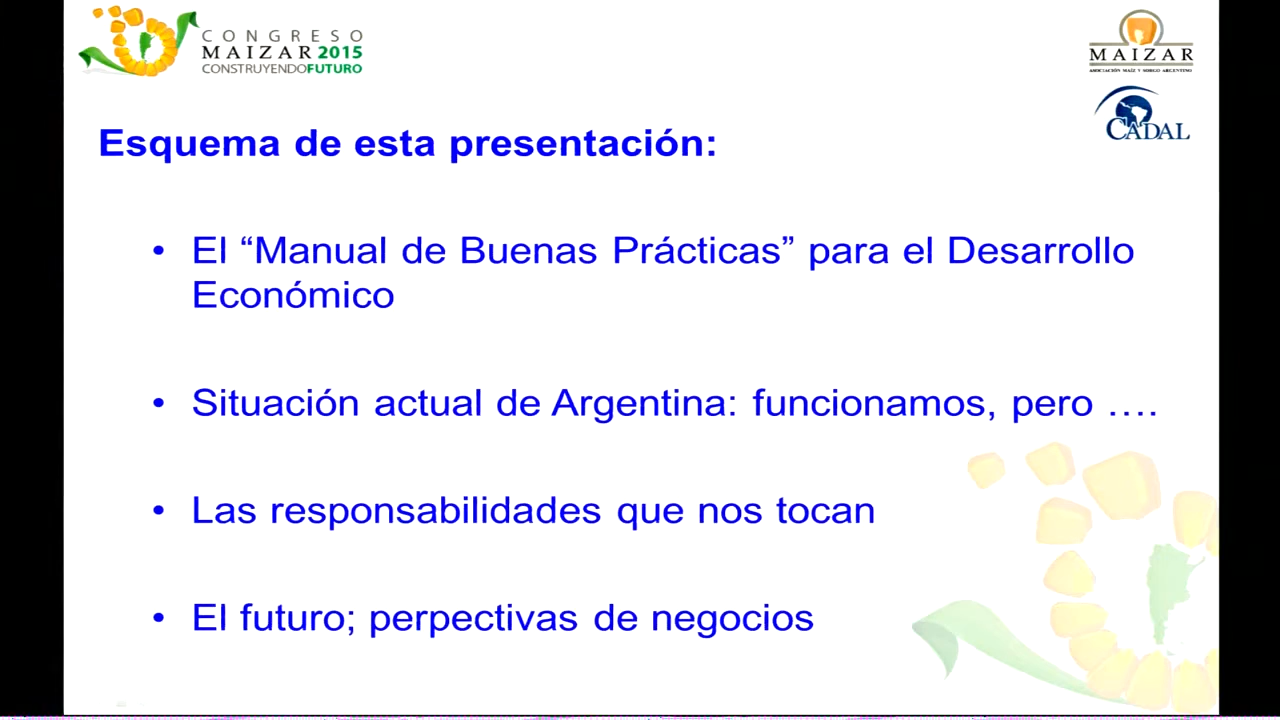 CONGRESO
MAIZAR 2015
CONSTRUYENDOFUTURO
MAIZAR
ASOCIACIÓN MAÍZ Y SORGO ARGENTINO
CADAL
Esquema de esta presentación:
• El “Manual de Buenas Prácticas” para el Desarrollo
Económico
• Situación actual de Argentina: funcionamos, pero ….
• Las responsabilidades que nos tocan
• El futuro; perpectivas de negocios